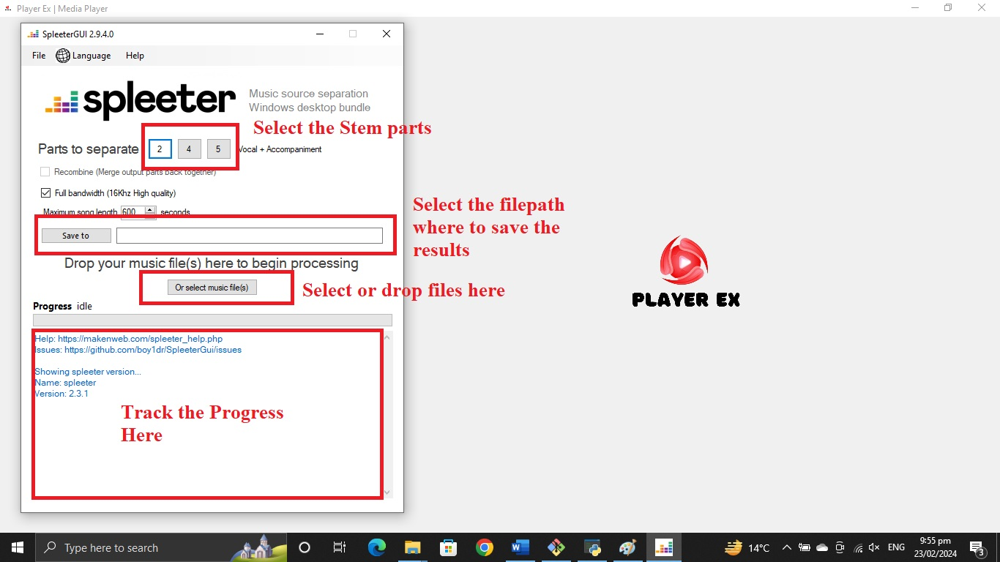 Player Ex | Media Player
SpleeterGUI 2.9.4.0
File Language Help
spleeter
Music source separation
Windows desktop bundle
Select the Stem parts
Parts to separate 2 4 5 Vocal + Accompaniment
Recombine (Merge output parts back together)
Full bandwidth (16Khz High quality)
Maximum song length 600 seconds
Select the filepath
where to save the
results
Save to
Drop your music file(s) here to begin processing
Or select music file(s)
Select or drop files here
Progress idle
Help: https://makenweb.com/spleeter_help.php
Issues: https://github.com/boy1dr/SpleeterGui/issues
Showing spleeter version...
Name: spleeter
Version: 2.3.1
Track the Progress
Here
PLAYER EX
Type here to search
14°C
ENG
9:55 pm
23/02/2024
3